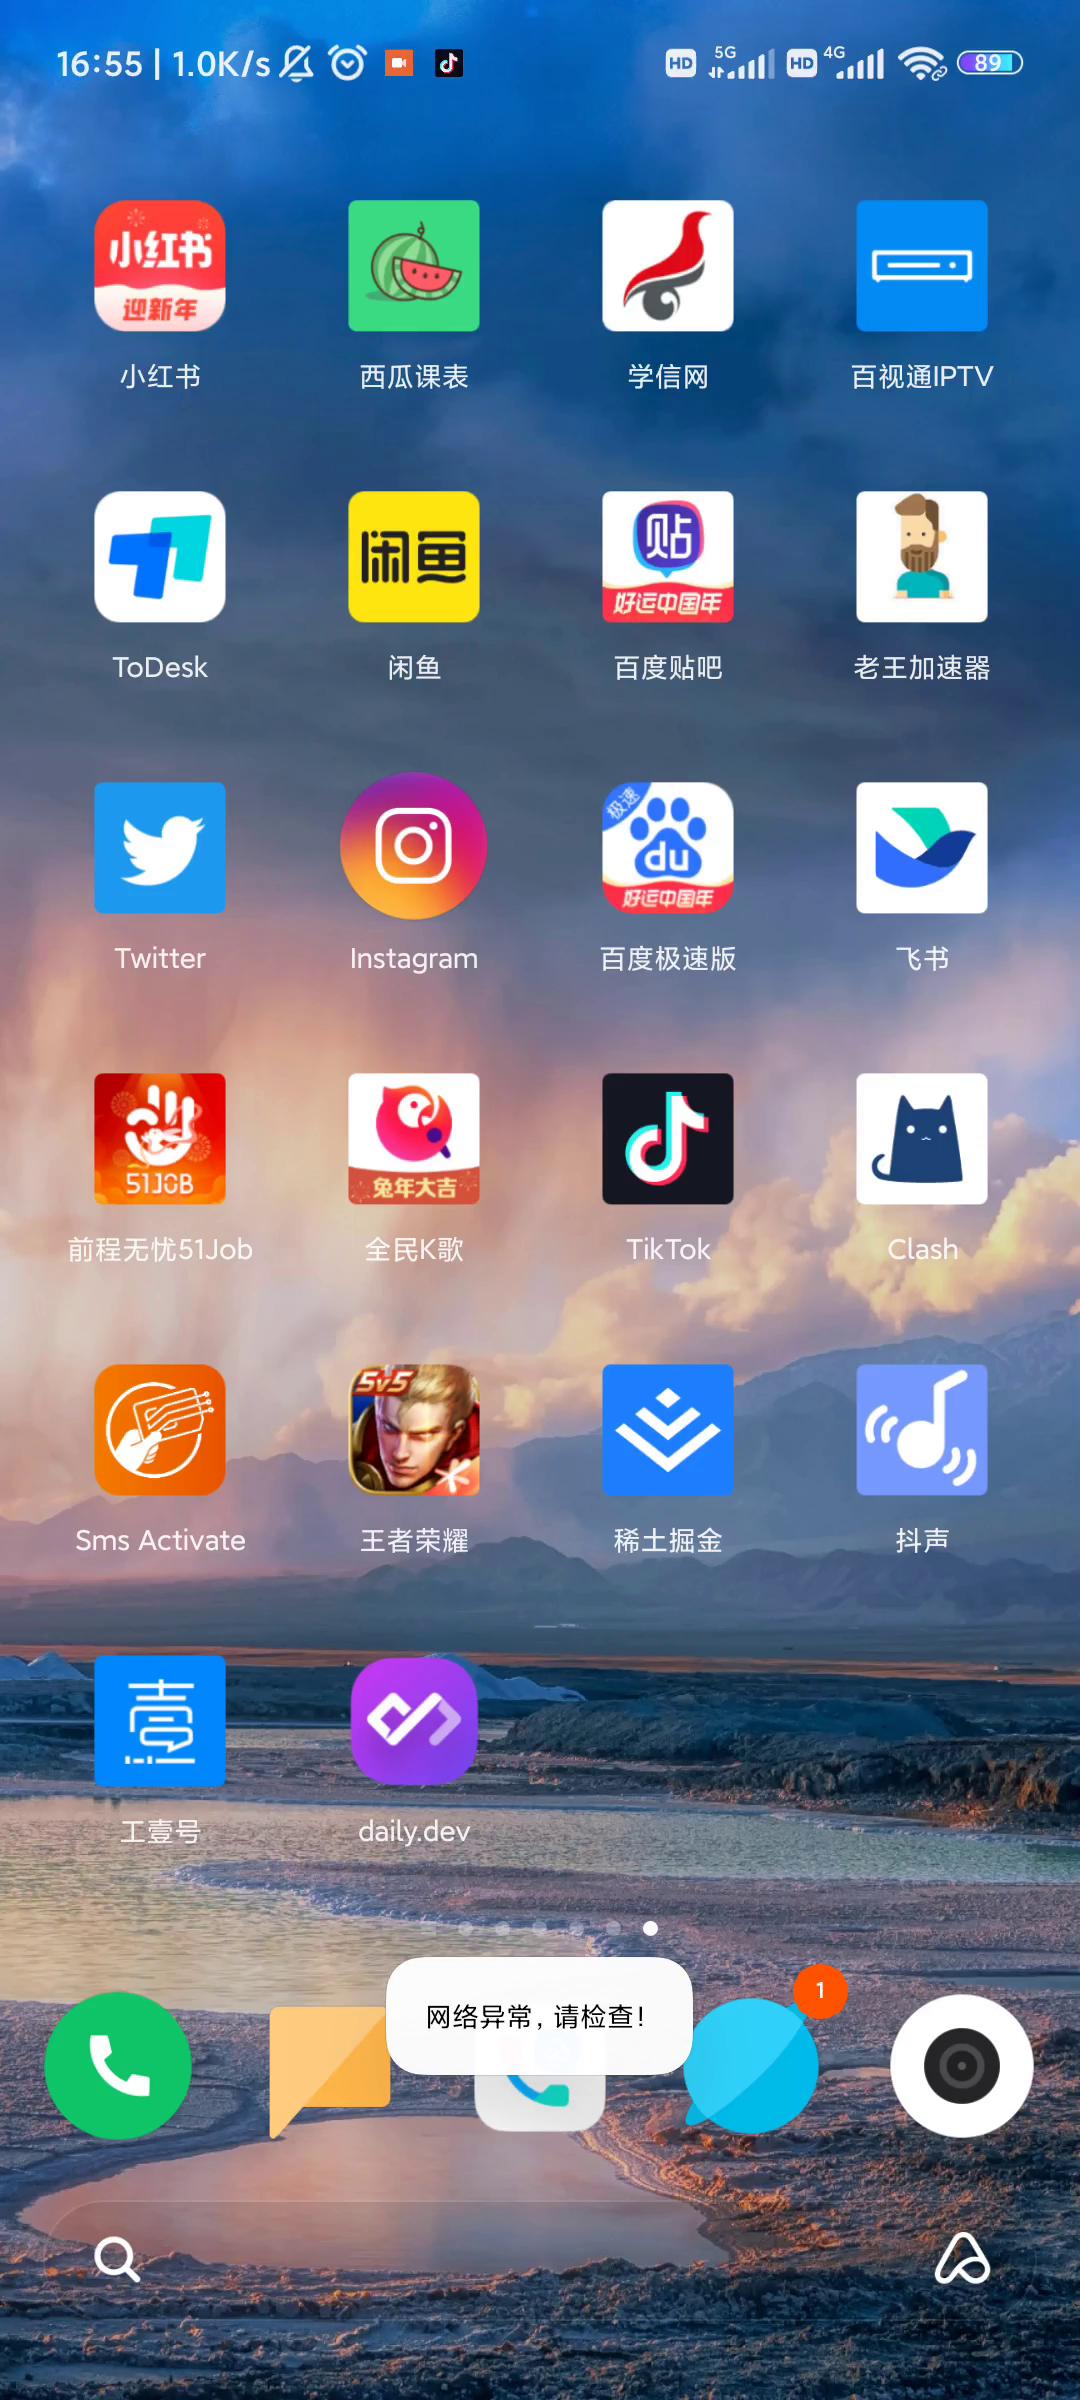 16:55 | 1.0K/s
HD 5G HD 4G 89
小红书
迎新年
小红书
西瓜课表
学信网
百视通IPTV
闲鱼
贴
好运中国年
ToDesk
闲鱼
百度贴吧
老王加速器
极速
du
好运中国年
Twitter
Instagram
百度极速版
飞书
51JOB
兔年大吉
前程无忧51Job
全民K歌
TikTok
Clash
5v5
Sms Activate
王者荣耀
稀土掘金
抖声
壹
工壹号
daily.dev
1
网络异常，请检查！